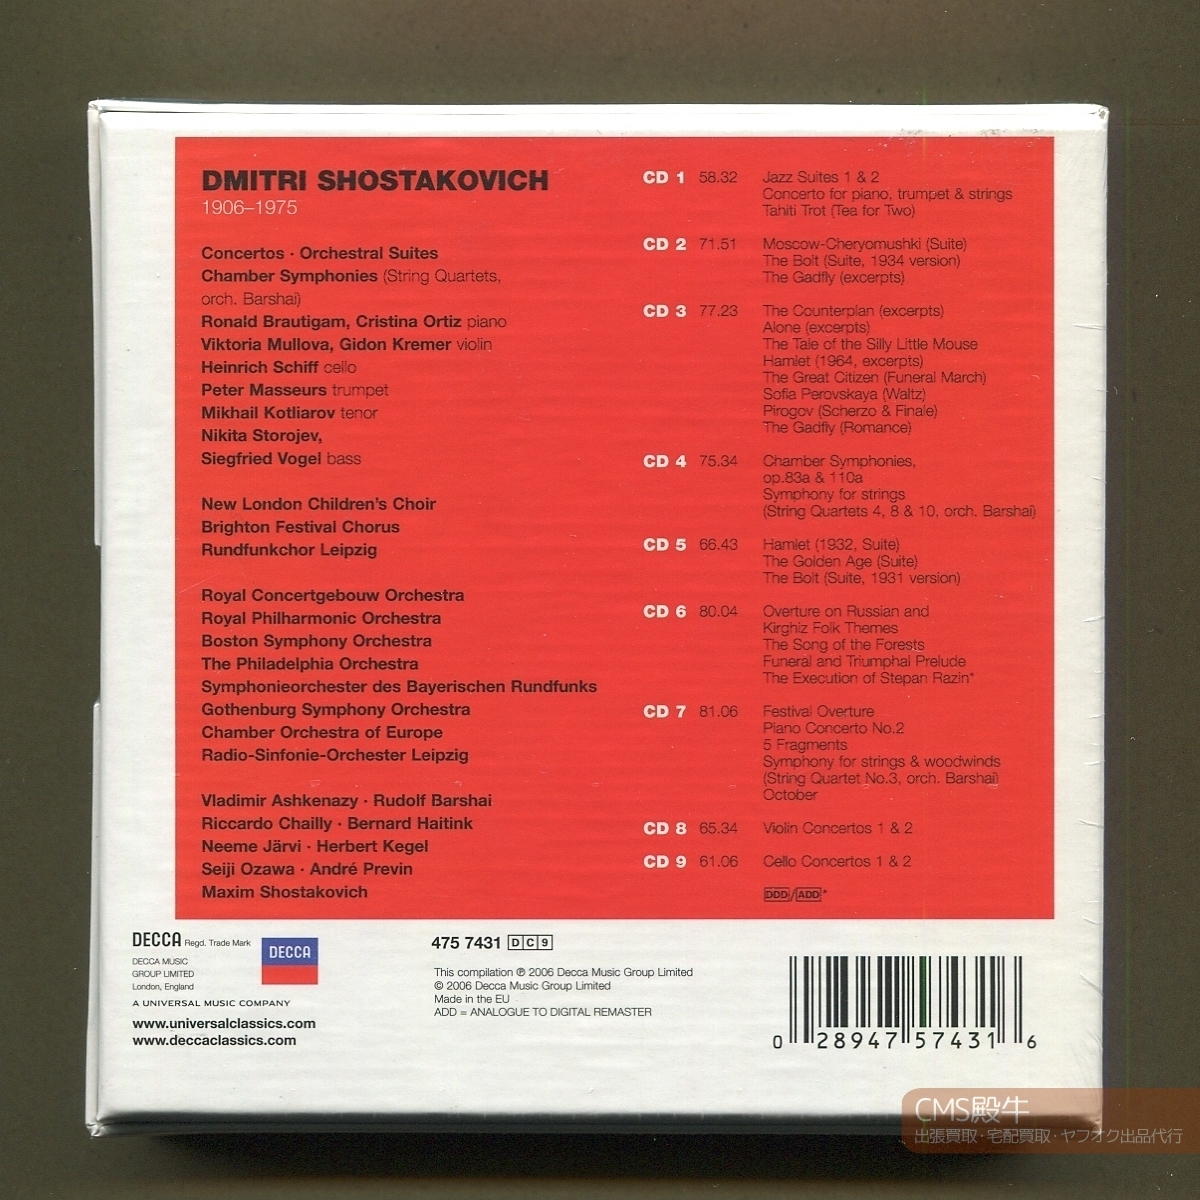 DMITRI SHOSTAKOVICH
1906–1975
Concertos · Orchestral Suites
Chamber Symphonies (String Quartets,
orch. Barshai)
Ronald Brautigam, Cristina Ortiz piano
Viktoria Mullova, Gidon Kremer violin
Heinrich Schiff cello
Peter Masseurs trumpet
Mikhail Kotliarov tenor
Nikita Storojev,
Siegfried Vogel bass
New London Children's Choir
Brighton Festival Chorus
Rundfunkchor Leipzig
Royal Concertgebouw Orchestra
Royal Philharmonic Orchestra
Boston Symphony Orchestra
The Philadelphia Orchestra
Symphonieorchester des Bayerischen Rundfunks
Gothenburg Symphony Orchestra
Chamber Orchestra of Europe
Radio-Sinfonie-Orchester Leipzig
Vladimir Ashkenazy · Rudolf Barshai
Riccardo Chailly · Bernard Haitink
Neeme Järvi · Herbert Kegel
Seiji Ozawa · André Previn
Maxim Shostakovich
CD 1 58.32 Jazz Suites 1 & 2
Concerto for piano, trumpet & strings
Tahiti Trot (Tea for Two)
CD 2 71.51 Moscow-Cheryomushki (Suite)
The Bolt (Suite, 1934 version)
The Gadfly (excerpts)
CD 3 77.23 The Counterplan (excerpts)
Alone (excerpts)
The Tale of the Silly Little Mouse
Hamlet (1964, excerpts)
The Great Citizen (Funeral March)
Sofia Perovskaya (Waltz)
Pirogov (Scherzo & Finale)
The Gadfly (Romance)
CD 4 75.34 Chamber Symphonies,
op.83a & 110a
Symphony for strings
(String Quartets 4, 8 & 10, orch. Barshai)
CD 5 66.43 Hamlet (1932, Suite)
The Golden Age (Suite)
The Bolt (Suite, 1931 version)
CD 6 80.04 Overture on Russian and
Kirghiz Folk Themes
The Song of the Forests
Funeral and Triumphal Prelude
The Execution of Stepan Razin*
CD 7 81.06 Festival Overture
Piano Concerto No.2
5 Fragments
Symphony for strings & woodwinds
(String Quartet No.3, orch. Barshai)
October
CD 8 65.34 Violin Concertos 1 & 2
CD 9 61.06 Cello Concertos 1 & 2
DDD/ADD*
DECCA Regd. Trade Mark
DECCA MUSIC
GROUP LIMITED
London, England
A UNIVERSAL MUSIC COMPANY
www.universalclassics.com
www.deccaclassics.com
DECCA
475 7431 DC9
This compilation ℗ 2006 Decca Music Group Limited
© 2006 Decca Music Group Limited
Made in the EU
ADD = ANALOGUE TO DIGITAL REMASTER
0 28947 57431 6
CMS殿牛
出張買取·宅配買取·ヤフオク出品代行